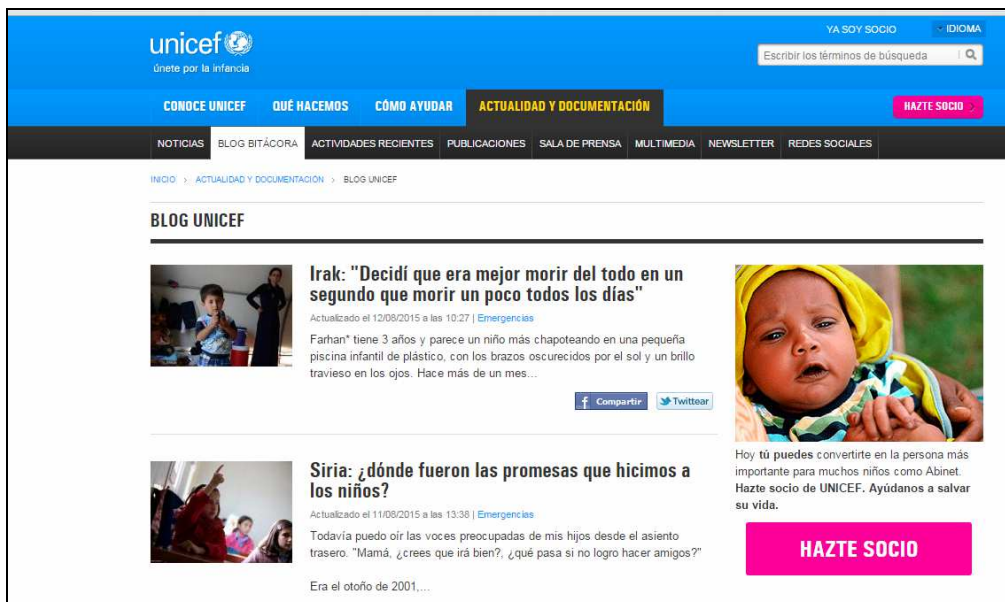 YA SOY SOCIO IDIOMA
unicef
únete por la infancia
Escribir los términos de búsqueda
CONOCE UNICEF QUÉ HACEMOS CÓMO AYUDAR ACTUALIDAD Y DOCUMENTACIÓN HAZTE SOCIO >
NOTICIAS BLOG BITÁCORA ACTIVIDADES RECIENTES PUBLICACIONES SALA DE PRENSA MULTIMEDIA NEWSLETTER REDES SOCIALES
INICIO > ACTUALIDAD Y DOCUMENTACIÓN > BLOG UNICEF
BLOG UNICEF
Irak: "Decidí que era mejor morir del todo en un
segundo que morir un poco todos los días"
Actualizado el 12/08/2015 a las 10:27 | Emergencias
Farhan* tiene 3 años y parece un niño más chapoteando en una pequeña
piscina infantil de plástico, con los brazos oscurecidos por el sol y un brillo
travieso en los ojos. Hace más de un mes...
f Compartir Twittear
Siria: ¿dónde fueron las promesas que hicimos a
los niños?
Actualizado el 11/08/2015 a las 13:38 | Emergencias
Todavía puedo oír las voces preocupadas de mis hijos desde el asiento
trasero. "Mamá, ¿crees que irá bien?, ¿qué pasa si no logro hacer amigos?"
Era el otoño de 2001,...
Hoy tú puedes convertirte en la persona más
importante para muchos niños como Abinet.
Hazte socio de UNICEF. Ayúdanos a salvar
su vida.
HAZTE SOCIO